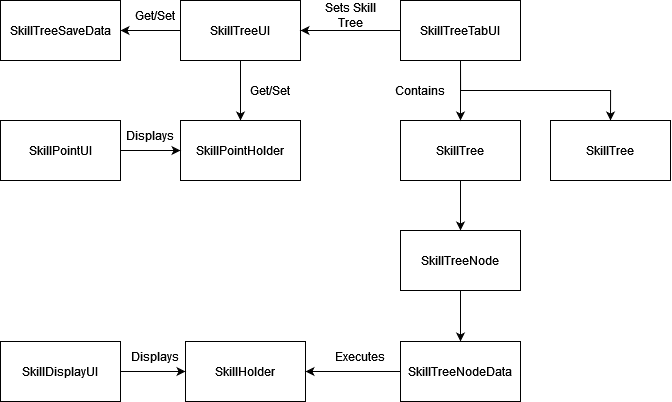 Get/Set
Sets Skill
Tree
SkillTreeSaveData
SkillTreeUI
SkillTreeTabUI
Get/Set
Contains
Displays
SkillPointUI
SkillPointHolder
SkillTree
SkillTree
SkillTreeNode
Displays
Executes
SkillDisplayUI
SkillHolder
SkillTreeNodeData